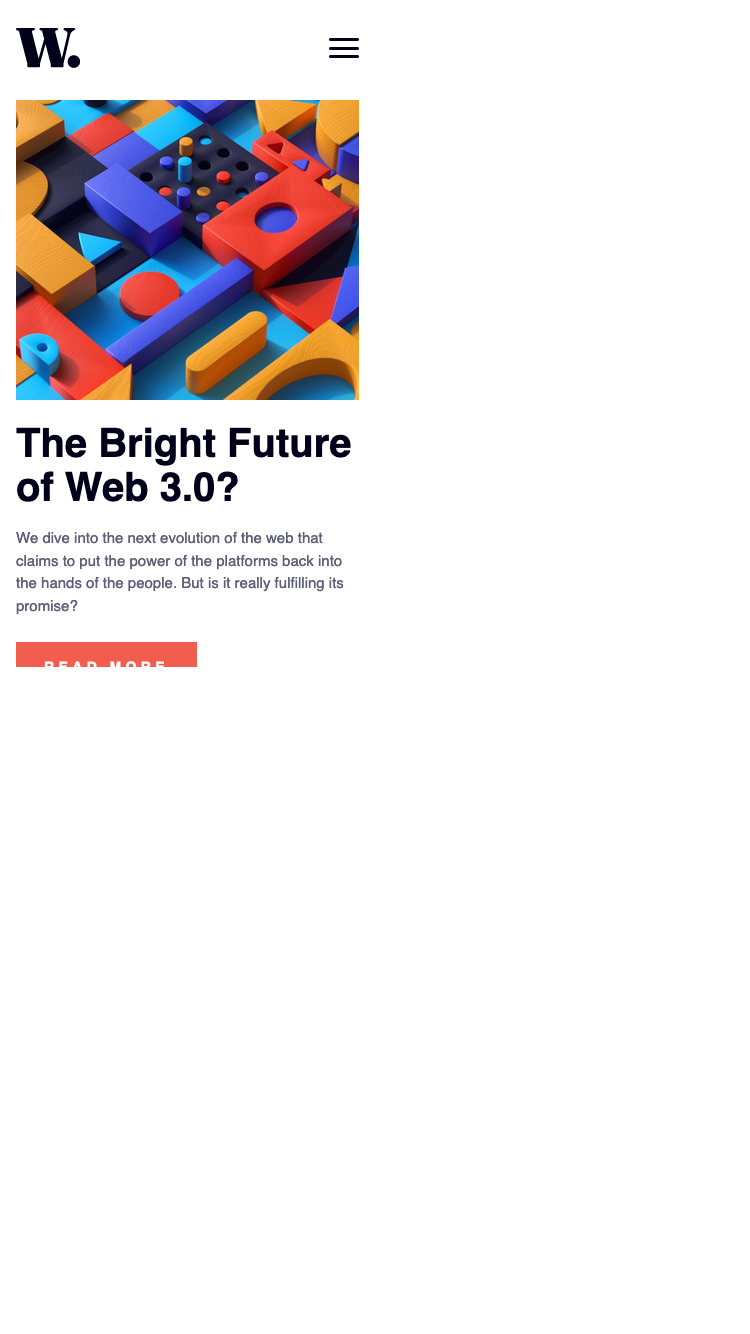 W.
The Bright Future
of Web 3.0?
We dive into the next evolution of the web that
claims to put the power of the platforms back into
the hands of the people. But is it really fulfilling its
promise?
READ MORE